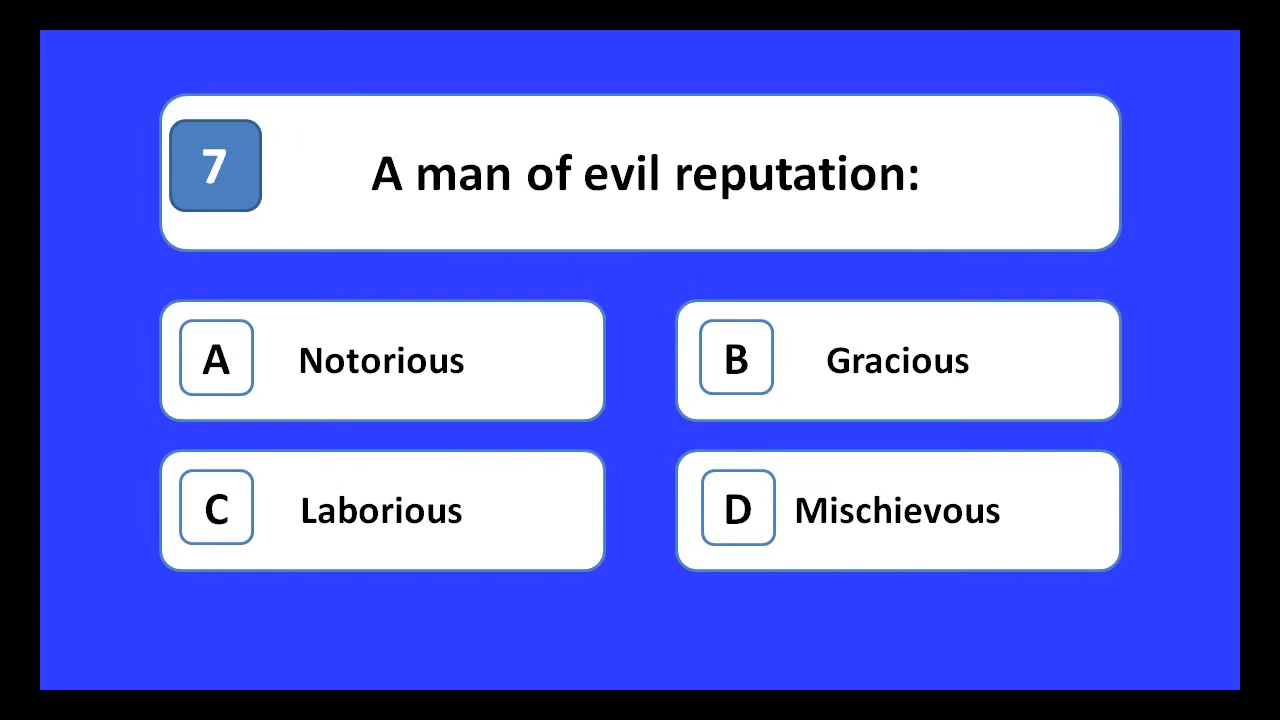 7 A man of evil reputation:
A Notorious
B Gracious
C Laborious
D Mischievous